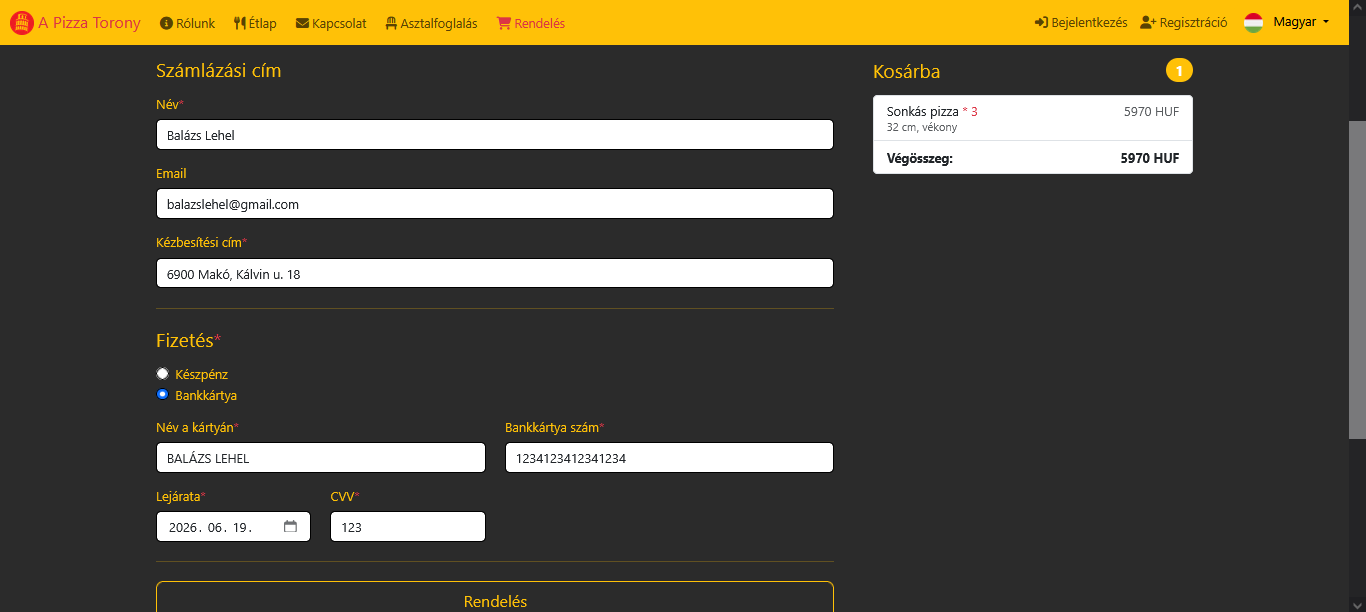 A Pizza Torony Rólunk Étlap Kapcsolat Asztalfoglalás Rendelés Bejelentkezés Regisztráció Magyar
Számlázási cím
Név*
Balázs Lehel
Email
balazslehel@gmail.com
Kézbesítési cím*
6900 Makó, Kálvin u. 18
Fizetés*
Készpénz
Bankkártya
Név a kártyán* Bankkártya szám*
BALÁZS LEHEL 1234123412341234
Lejárata* CVV*
2026. 06. 19. 123
Rendelés
Kosárba 1
Sonkás pizza * 3 5970 HUF
32 cm, vékony
Végösszeg: 5970 HUF